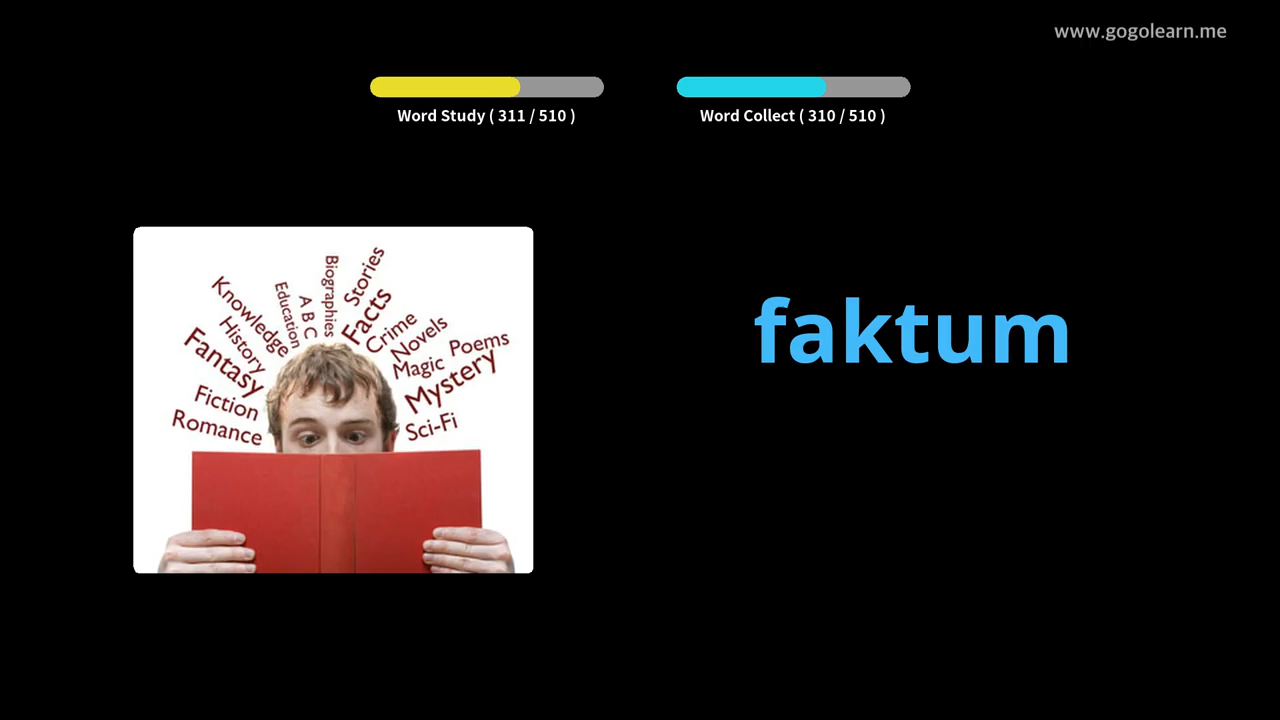 www.gogolearn.me
Word Study ( 311 / 510 )
Word Collect ( 310 / 510 )
faktum
Stories
Biographies
Facts
Education
A B C
Knowledge
Crime
Novels
History
Poems
Fantasy
Magic
Mystery
Fiction
Romance
Sci-Fi